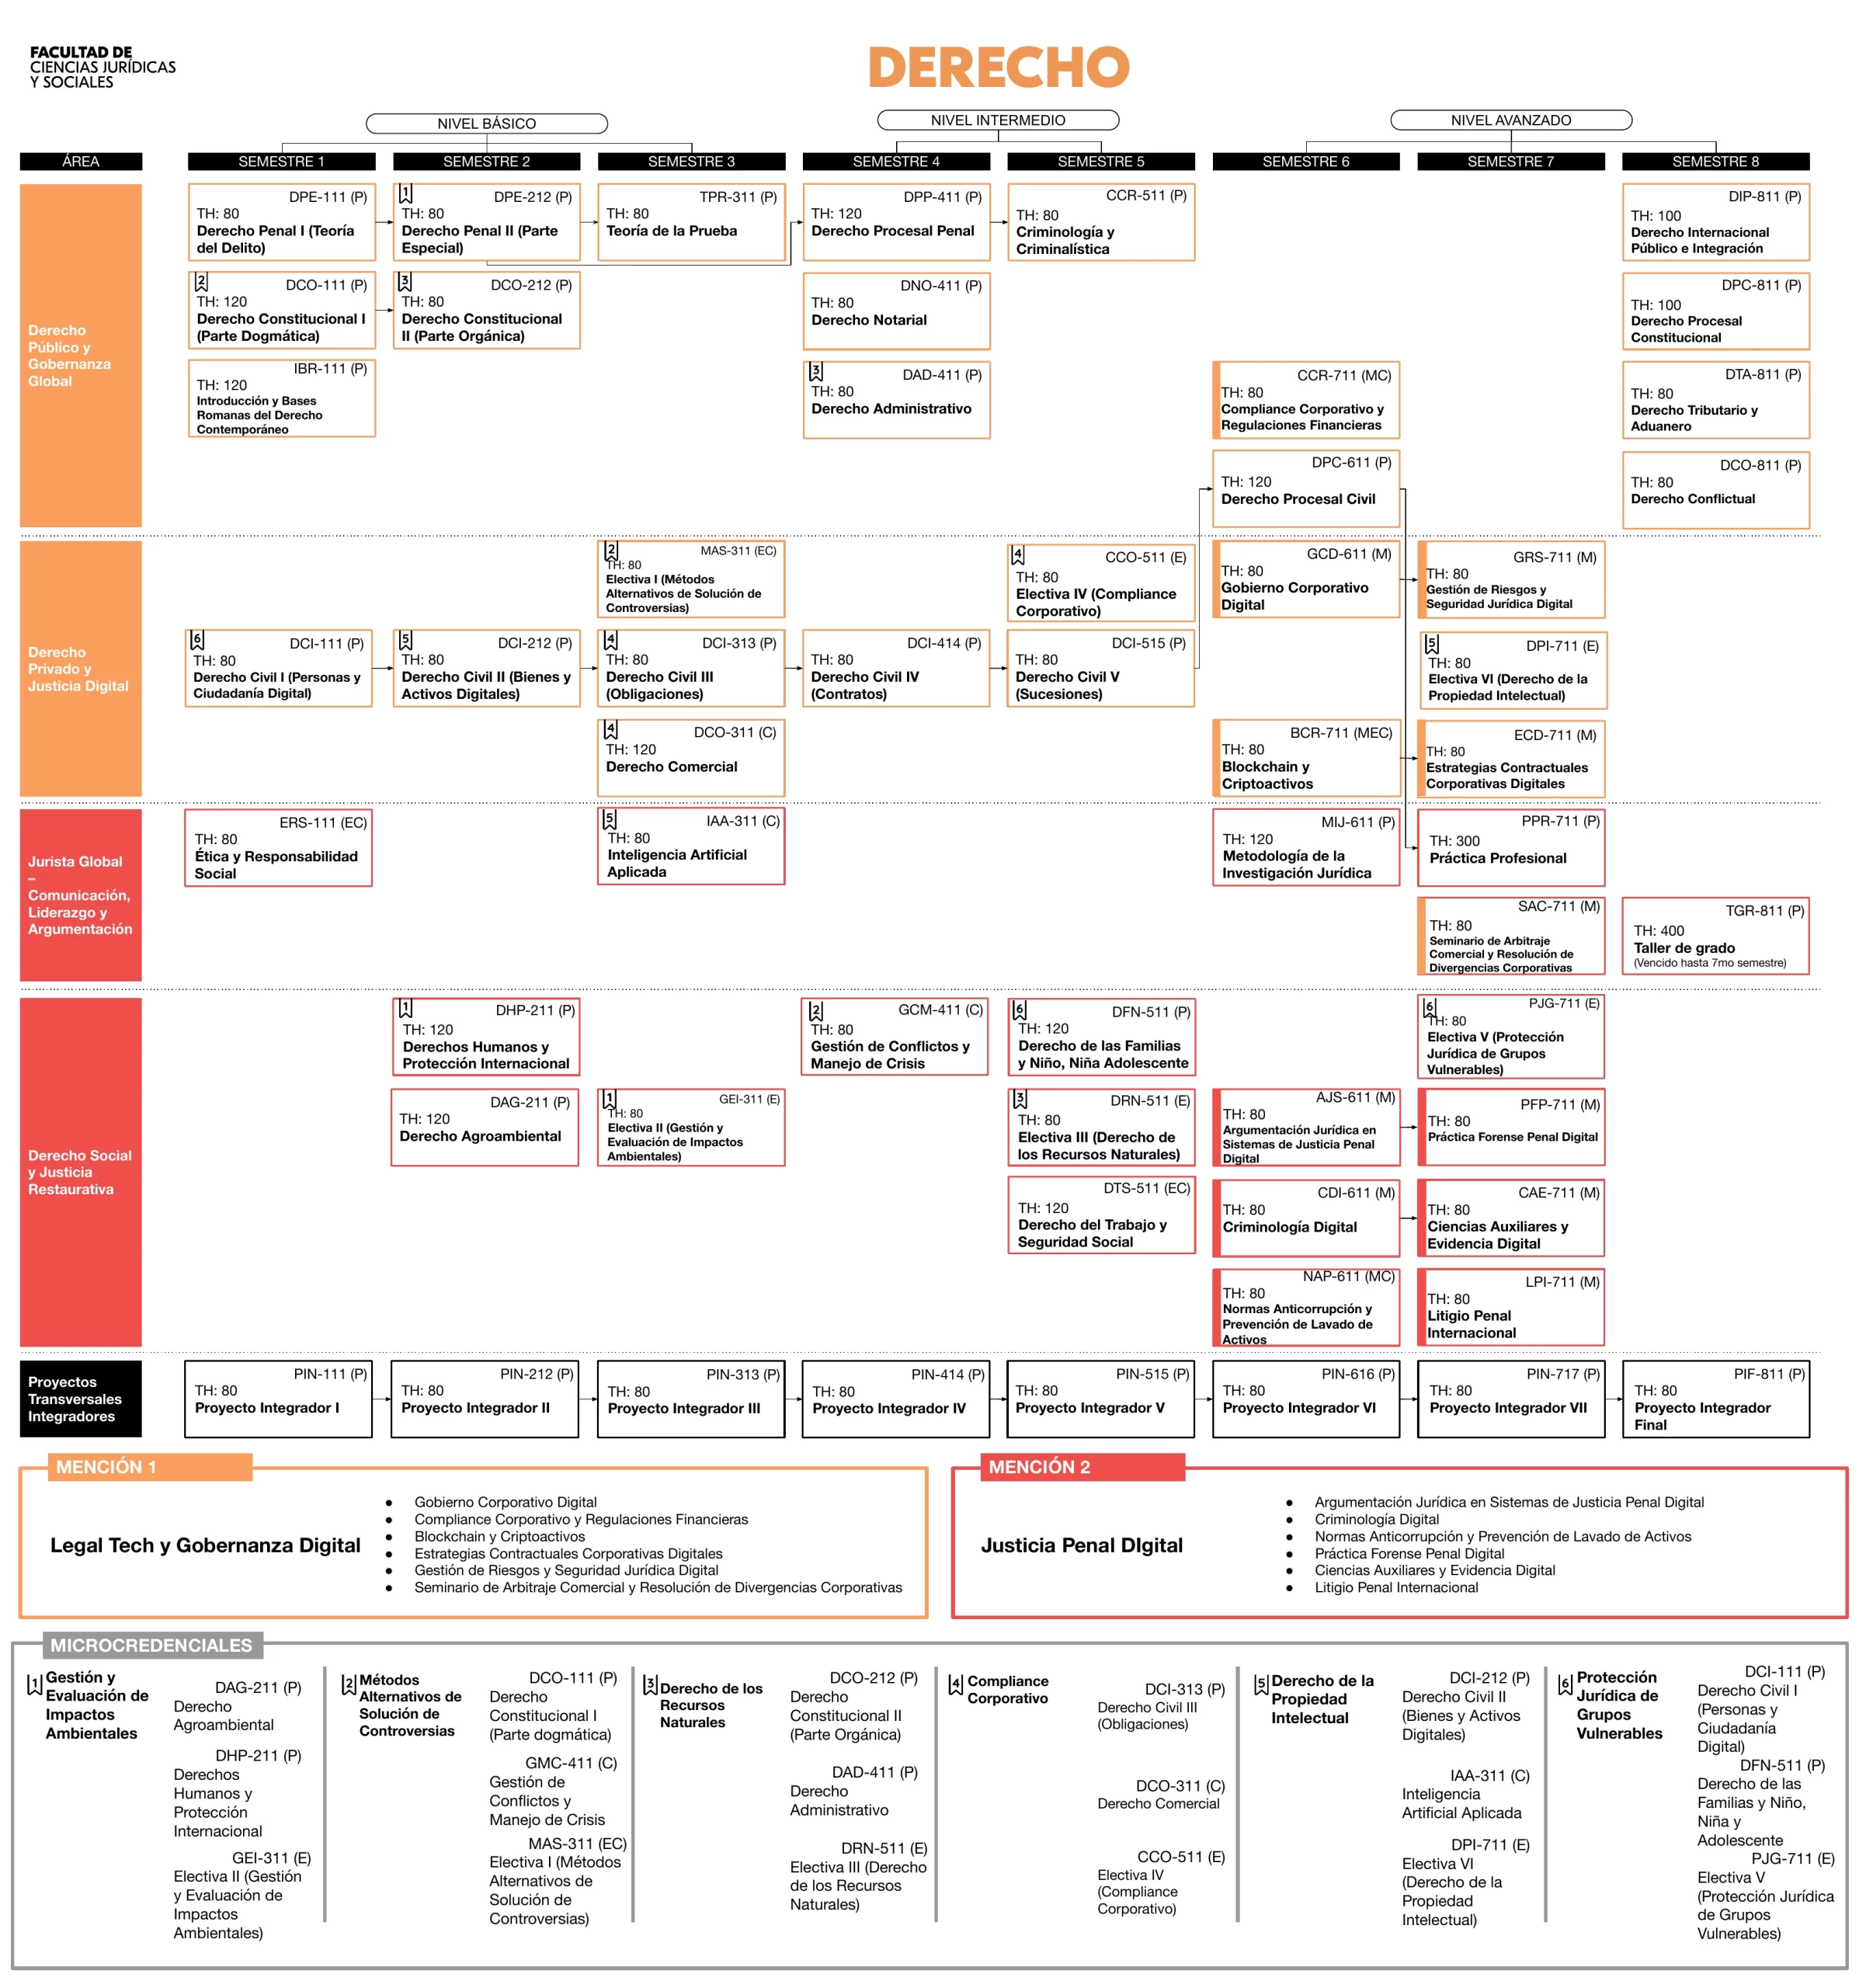 FACULTAD DE
CIENCIAS JURÍDICAS
Y SOCIALES
DERECHO
NIVEL BÁSICO
NIVEL INTERMEDIO
NIVEL AVANZADO
ÁREA
SEMESTRE 1
SEMESTRE 2
SEMESTRE 3
SEMESTRE 4
SEMESTRE 5
SEMESTRE 6
SEMESTRE 7
SEMESTRE 8
Derecho
Público y
Gobernanza
Global
DPE-111 (P)
TH: 80
Derecho Penal I (Teoría
del Delito)
1
DPE-212 (P)
TH: 80
Derecho Penal II (Parte
Especial)
TPR-311 (P)
TH: 80
Teoría de la Prueba
DPP-411 (P)
TH: 120
Derecho Procesal Penal
CCR-511 (P)
TH: 80
Criminología y
Criminalística
DIP-811 (P)
TH: 100
Derecho Internacional
Público e Integración
2
DCO-111 (P)
TH: 120
Derecho Constitucional I
(Parte Dogmática)
3
DCO-212 (P)
TH: 80
Derecho Constitucional
II (Parte Orgánica)
DNO-411 (P)
TH: 80
Derecho Notarial
DPC-811 (P)
TH: 100
Derecho Procesal
Constitucional
IBR-111 (P)
TH: 120
Introducción y Bases
Romanas del Derecho
Contemporáneo
3
DAD-411 (P)
TH: 80
Derecho Administrativo
CCR-711 (MC)
TH: 80
Compliance Corporativo y
Regulaciones Financieras
DTA-811 (P)
TH: 80
Derecho Tributario y
Aduanero
DPC-611 (P)
TH: 120
Derecho Procesal Civil
DCO-811 (P)
TH: 80
Derecho Conflictual
Derecho
Privado y
Justicia Digital
2
MAS-311 (EC)
TH: 80
Electiva I (Métodos
Alternativos de Solución de
Controversias)
4
CCO-511 (E)
TH: 80
Electiva IV (Compliance
Corporativo)
GCD-611 (M)
TH: 80
Gobierno Corporativo
Digital
GRS-711 (M)
TH: 80
Gestión de Riesgos y
Seguridad Jurídica Digital
6
DCI-111 (P)
TH: 80
Derecho Civil I (Personas y
Ciudadanía Digital)
5
DCI-212 (P)
TH: 80
Derecho Civil II (Bienes y
Activos Digitales)
4
DCI-313 (P)
TH: 80
Derecho Civil III
(Obligaciones)
DCI-414 (P)
TH: 80
Derecho Civil IV
(Contratos)
DCI-515 (P)
TH: 80
Derecho Civil V
(Sucesiones)
5
DPI-711 (E)
TH: 80
Electiva VI (Derecho de la
Propiedad Intelectual)
4
DCO-311 (C)
TH: 120
Derecho Comercial
BCR-711 (MEC)
TH: 80
Blockchain y
Criptoactivos
ECD-711 (M)
TH: 80
Estrategias Contractuales
Corporativas Digitales
Jurista Global
–
Comunicación,
Liderazgo y
Argumentación
ERS-111 (EC)
TH: 80
Ética y Responsabilidad
Social
5
IAA-311 (C)
TH: 80
Inteligencia Artificial
Aplicada
MIJ-611 (P)
TH: 120
Metodología de la
Investigación Jurídica
PPR-711 (P)
TH: 300
Práctica Profesional
SAC-711 (M)
TH: 80
Seminario de Arbitraje
Comercial y Resolución de
Divergencias Corporativas
TGR-811 (P)
TH: 400
Taller de grado
(Vencido hasta 7mo semestre)
Derecho Social
y Justicia
Restaurativa
1
DHP-211 (P)
TH: 120
Derechos Humanos y
Protección Internacional
2
GCM-411 (C)
TH: 80
Gestión de Conflictos y
Manejo de Crisis
6
DFN-511 (P)
TH: 120
Derecho de las Familias
y Niño, Niña Adolescente
6
PJG-711 (E)
TH: 80
Electiva V (Protección
Jurídica de Grupos
Vulnerables)
DAG-211 (P)
TH: 120
Derecho Agroambiental
1
GEI-311 (E)
TH: 80
Electiva II (Gestión y
Evaluación de Impactos
Ambientales)
3
DRN-511 (E)
TH: 80
Electiva III (Derecho de
los Recursos Naturales)
AJS-611 (M)
TH: 80
Argumentación Jurídica en
Sistemas de Justicia Penal
Digital
PFP-711 (M)
TH: 80
Práctica Forense Penal Digital
DTS-511 (EC)
TH: 120
Derecho del Trabajo y
Seguridad Social
CDI-611 (M)
TH: 80
Criminología Digital
CAE-711 (M)
TH: 80
Ciencias Auxiliares y
Evidencia Digital
NAP-611 (MC)
TH: 80
Normas Anticorrupción y
Prevención de Lavado de
Activos
LPI-711 (M)
TH: 80
Litigio Penal
Internacional
Proyectos
Transversales
Integradores
PIN-111 (P)
TH: 80
Proyecto Integrador I
PIN-212 (P)
TH: 80
Proyecto Integrador II
PIN-313 (P)
TH: 80
Proyecto Integrador III
PIN-414 (P)
TH: 80
Proyecto Integrador IV
PIN-515 (P)
TH: 80
Proyecto Integrador V
PIN-616 (P)
TH: 80
Proyecto Integrador VI
PIN-717 (P)
TH: 80
Proyecto Integrador VII
PIF-811 (P)
TH: 80
Proyecto Integrador
Final
MENCIÓN 1
Legal Tech y Gobernanza Digital
● Gobierno Corporativo Digital
● Compliance Corporativo y Regulaciones Financieras
● Blockchain y Criptoactivos
● Estrategias Contractuales Corporativas Digitales
● Gestión de Riesgos y Seguridad Jurídica Digital
● Seminario de Arbitraje Comercial y Resolución de Divergencias Corporativas
MENCIÓN 2
Justicia Penal DIgital
● Argumentación Jurídica en Sistemas de Justicia Penal Digital
● Criminología Digital
● Normas Anticorrupción y Prevención de Lavado de Activos
● Práctica Forense Penal Digital
● Ciencias Auxiliares y Evidencia Digital
● Litigio Penal Internacional
MICROCREDENCIALES
1
Gestión y
Evaluación de
Impactos
Ambientales
DAG-211 (P)
Derecho
Agroambiental
DHP-211 (P)
Derechos
Humanos y
Protección
Internacional
GEI-311 (E)
Electiva II (Gestión
y Evaluación de
Impactos
Ambientales)
2
Métodos
Alternativos de
Solución de
Controversias
DCO-111 (P)
Derecho
Constitucional I
(Parte dogmática)
GMC-411 (C)
Gestión de
Conflictos y
Manejo de Crisis
MAS-311 (EC)
Electiva I (Métodos
Alternativos de
Solución de
Controversias)
3
Derecho de los
Recursos
Naturales
DCO-212 (P)
Derecho
Constitucional II
(Parte Orgánica)
DAD-411 (P)
Derecho
Administrativo
DRN-511 (E)
Electiva III (Derecho
de los Recursos
Naturales)
4
Compliance
Corporativo
DCI-313 (P)
Derecho Civil III
(Obligaciones)
DCO-311 (C)
Derecho Comercial
CCO-511 (E)
Electiva IV
(Compliance
Corporativo)
5
Derecho de la
Propiedad
Intelectual
DCI-212 (P)
Derecho Civil II
(Bienes y Activos
Digitales)
IAA-311 (C)
Inteligencia
Artificial Aplicada
DPI-711 (E)
Electiva VI
(Derecho de la
Propiedad
Intelectual)
6
Protección
Jurídica de
Grupos
Vulnerables
DCI-111 (P)
Derecho Civil I
(Personas y
Ciudadanía
Digital)
DFN-511 (P)
Derecho de las
Familias y Niño,
Niña y
Adolescente
PJG-711 (E)
Electiva V
(Protección Jurídica
de Grupos
Vulnerables)